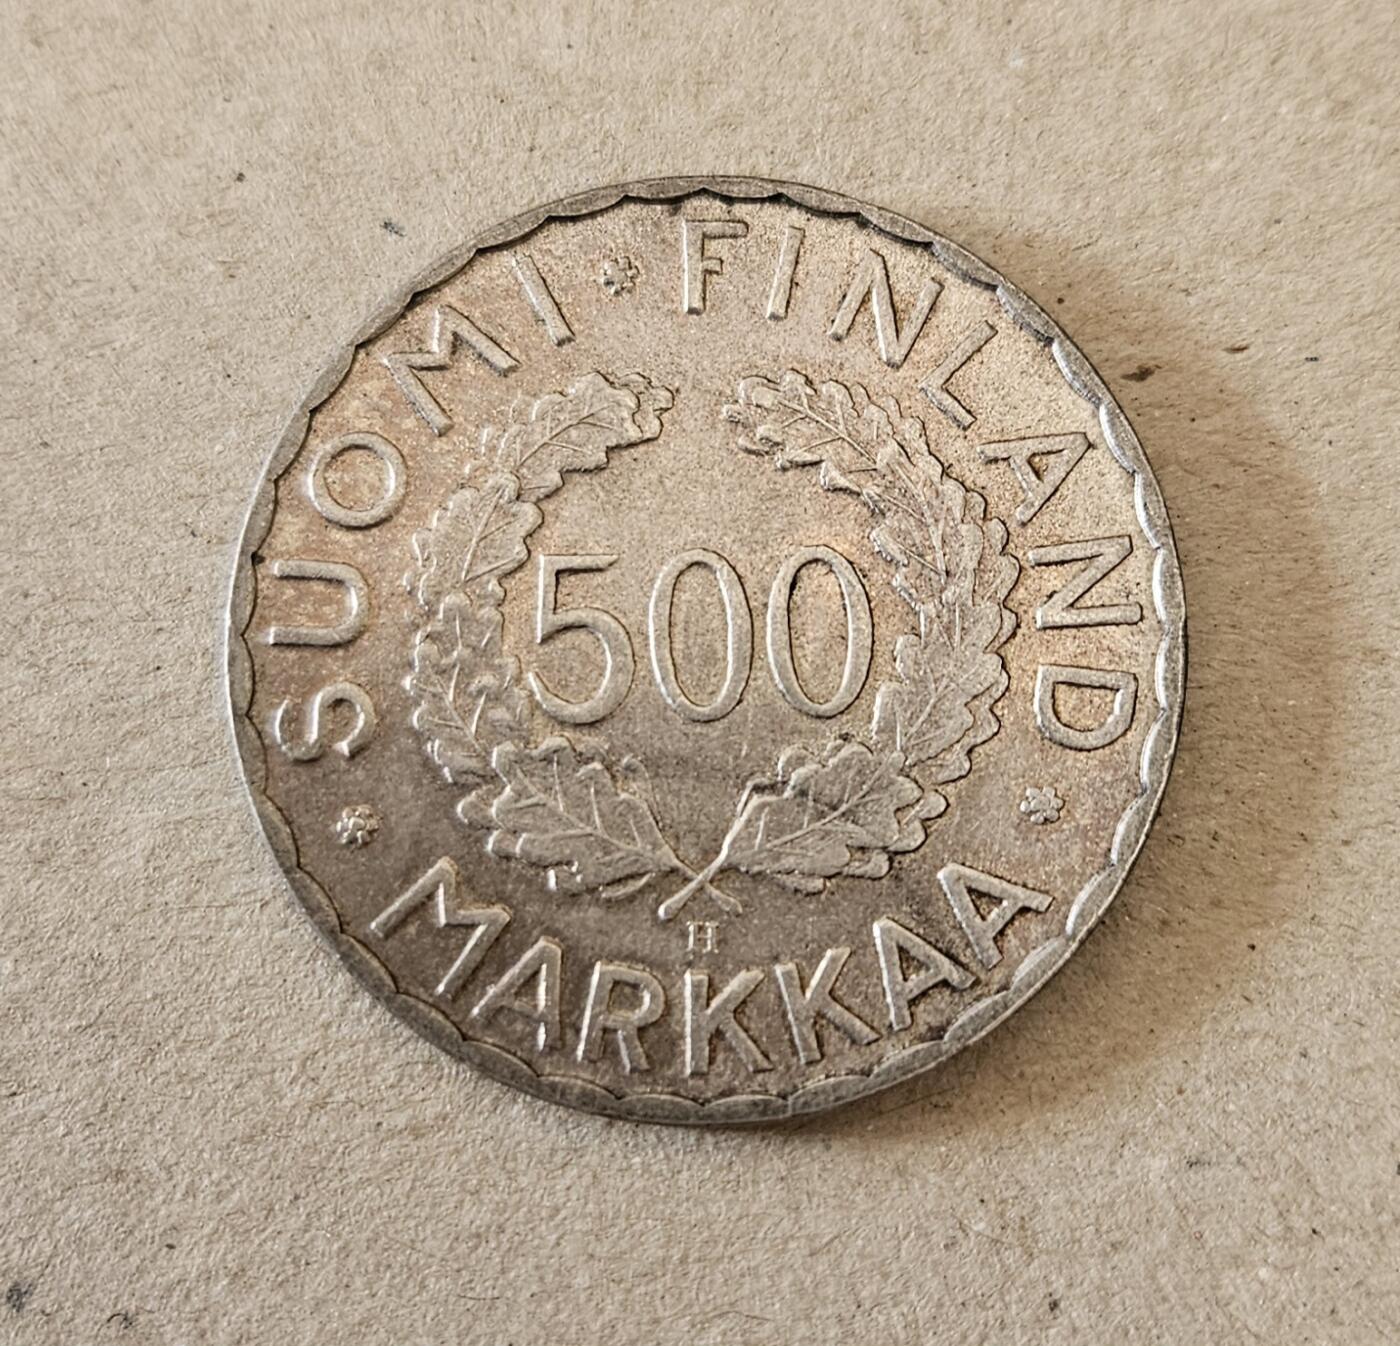 SUOMI * FINLAND
500
H
* MARKKAA *